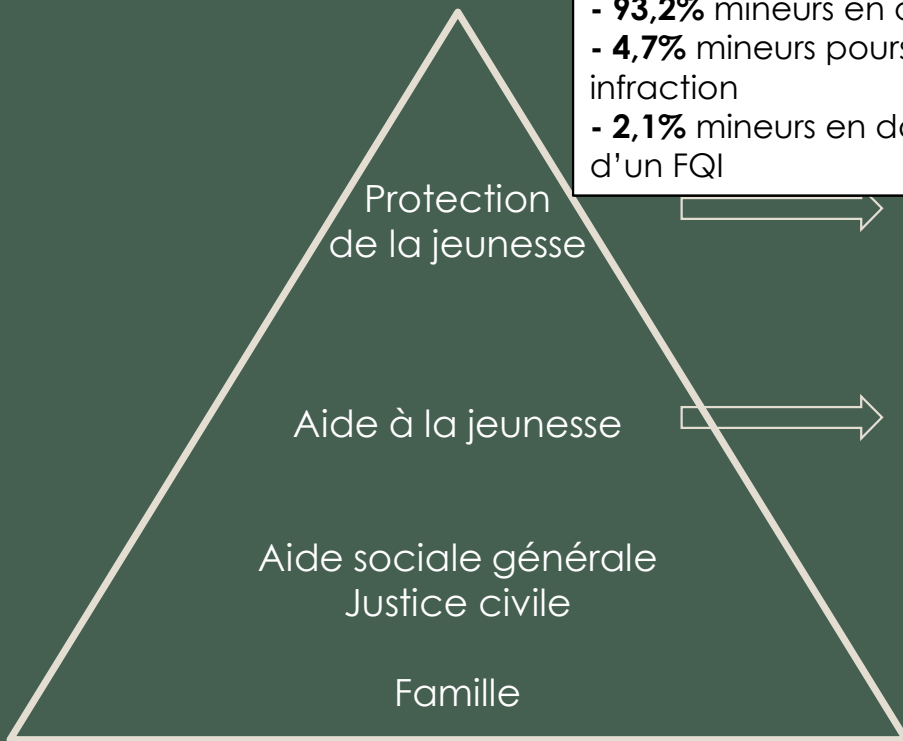 - 93,2% mineurs en
- 4,7% mineurs
infraction
- 2,1% mineurs en
d’un FQI
Protection
de la jeunesse
Aide à la jeunesse
Aide sociale générale
Justice civile
Famille